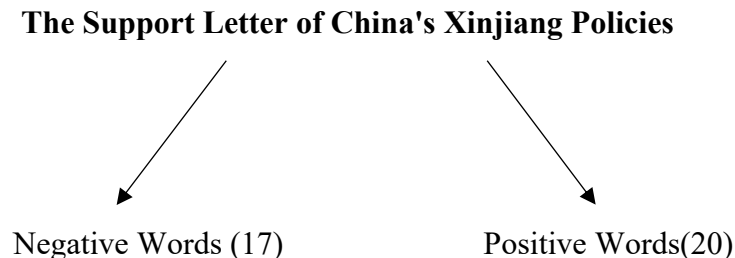 The Support Letter of China's Xinjiang Policies
Negative Words (17)
Positive Words(20)